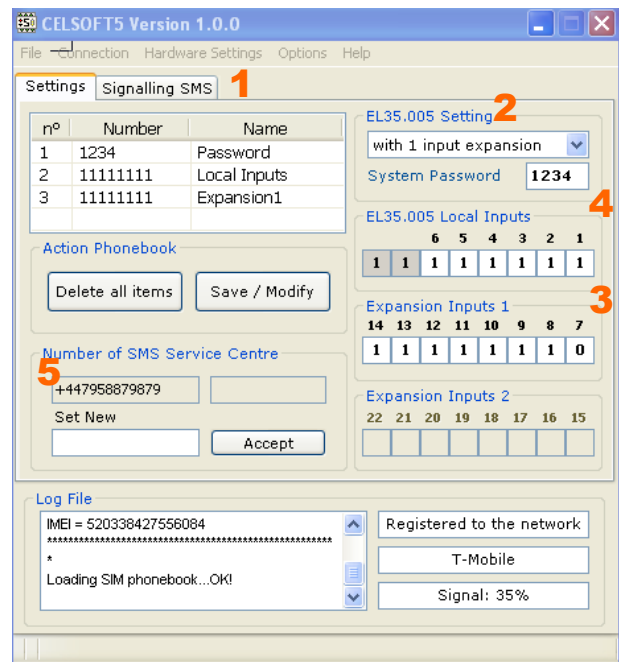 CELSOFT5 Version 1.0.0
File Connection Hardware Settings Options Help
Settings Signalling SMS 1
nº Number Name
1 1234 Password
2 11111111 Local Inputs
3 11111111 Expansion1
EL35.005 Setting 2
with 1 input expansion
System Password 1234
4
EL35.005 Local Inputs
6 5 4 3 2 1
1 1 1 1 1 1 1 1
Action Phonebook
Delete all items Save / Modify
3
Expansion Inputs 1
14 13 12 11 10 9 8 7
1 1 1 1 1 1 1 0
Number of SMS Service Centre
5
+447958879879
Set New
Accept
Expansion Inputs 2
22 21 20 19 18 17 16 15
Log File
IMEI = 520338427556084
******************************************************
*
Loading SIM phonebook...OK!
Registered to the network
T-Mobile
Signal: 35%